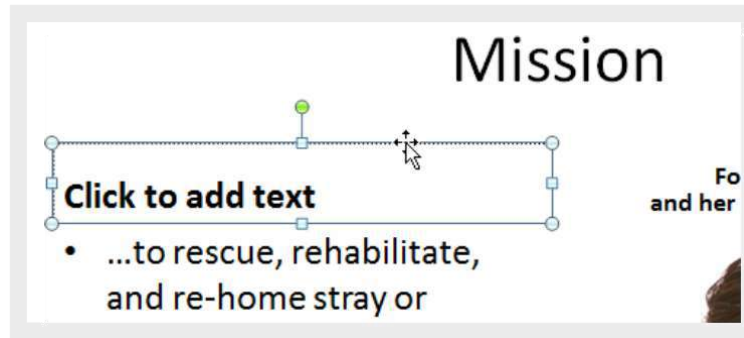 Mission
Click to add text
Fo
and her
• ...to rescue, rehabilitate,
and re-home stray or